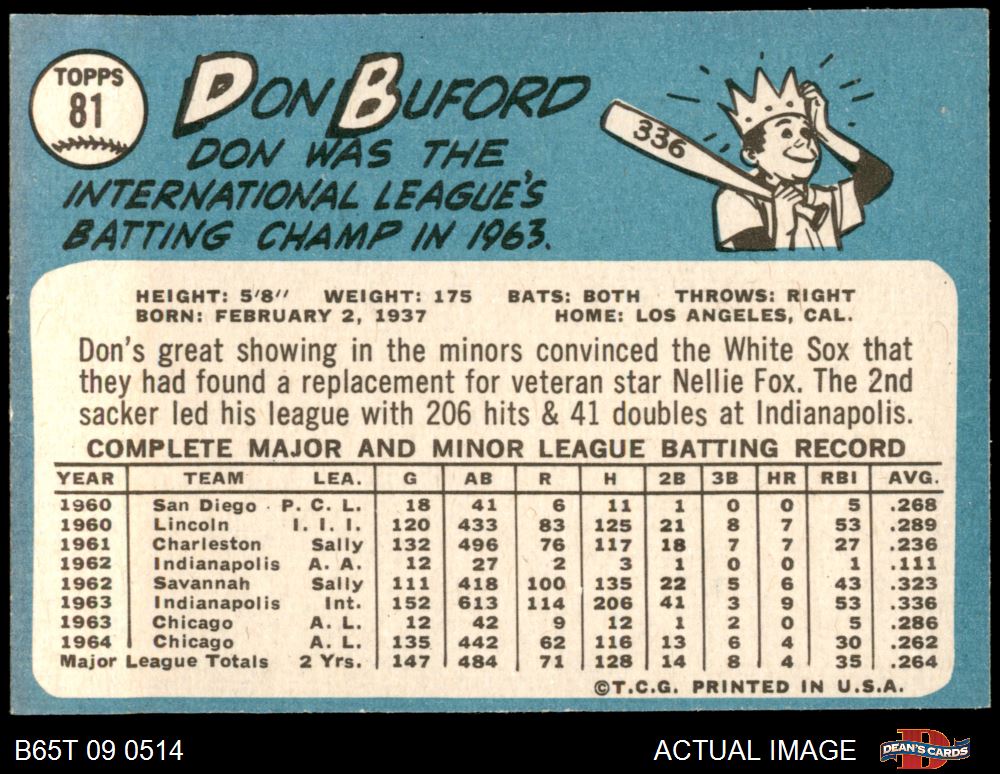 TOPPS
81
DON BUFORD
DON WAS THE
INTERNATIONAL LEAGUE'S
BATTING CHAMP IN 1963.
336
HEIGHT: 5'8" WEIGHT: 175 BATS: BOTH THROWS: RIGHT
BORN: FEBRUARY 2, 1937 HOME: LOS ANGELES, CAL.
Don's great showing in the minors convinced the White Sox that
they had found a replacement for veteran star Nellie Fox. The 2nd
sacker led his league with 206 hits & 41 doubles at Indianapolis.
COMPLETE MAJOR AND MINOR LEAGUE BATTING RECORD
YEAR TEAM LEA. G AB R H 2B 3B HR RBI AVG.
1960 San Diego P. C. L. 18 41 6 11 1 0 0 5 .268
1960 Lincoln I. I. I. 120 433 83 125 21 8 7 53 .289
1961 Charleston Sally 132 496 76 117 18 7 7 27 .236
1962 Indianapolis A. A. 12 27 2 3 1 0 0 1 .111
1962 Savannah Sally 111 418 100 135 22 5 6 43 .323
1963 Indianapolis Int. 152 613 114 206 41 3 9 53 .336
1963 Chicago A. L. 12 42 9 12 1 2 0 5 .286
1964 Chicago A. L. 135 442 62 116 13 6 4 30 .262
Major League Totals 2 Yrs. 147 484 71 128 14 8 4 35 .264
©T.C.G. PRINTED IN U.S.A.
B65T 09 0514 ACTUAL IMAGE DEAN'S CARDS